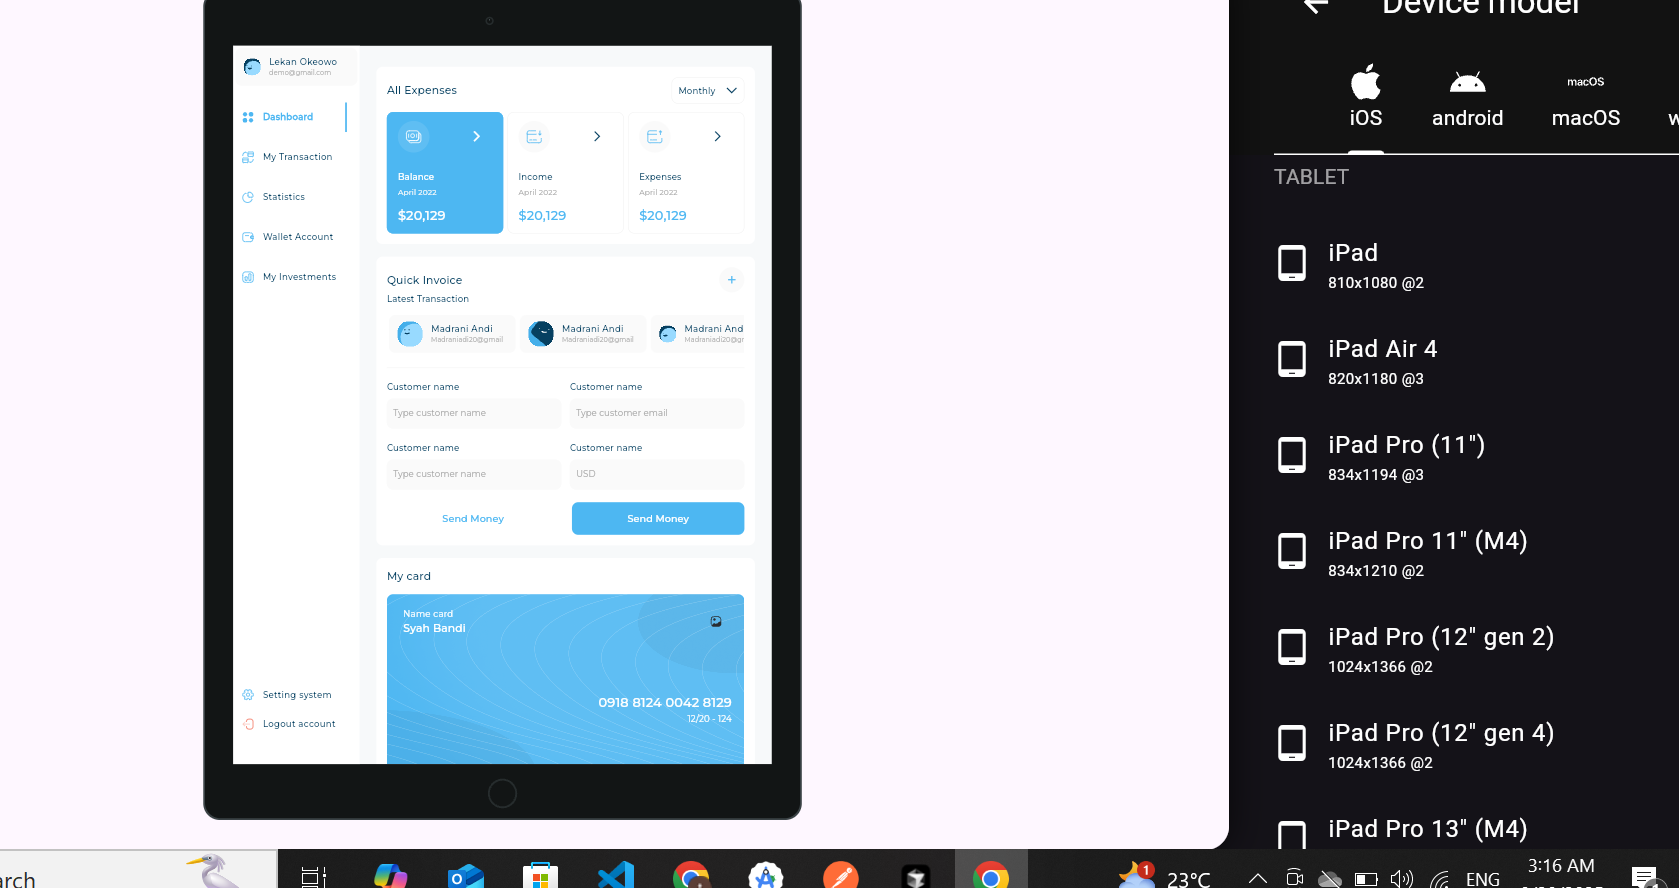 Lekan Okeowo
demo@gmail.com
Dashboard
My Transaction
Statistics
Wallet Account
My Investments
Setting system
Logout account
All Expenses
Monthly
Balance
April 2022
$20,129
Income
April 2022
$20,129
Expenses
April 2022
$20,129
Quick Invoice
+
Latest Transaction
Madrani Andi
Madraniadi20@gmail
Madrani Andi
Madraniadi20@gmail
Madrani And
Madraniadi20@gr
Customer name
Customer name
Type customer name
Type customer email
Customer name
Customer name
Type customer name
USD
Send Money
Send Money
My card
Name card
Syah Bandi
0918 8124 0042 8129
12/20 - 124
Device model
iOS
android
macOS
macOS
w
TABLET
iPad
810x1080 @2
iPad Air 4
820x1180 @3
iPad Pro (11")
834x1194 @3
iPad Pro 11" (M4)
834x1210 @2
iPad Pro (12" gen 2)
1024x1366 @2
iPad Pro (12" gen 4)
1024x1366 @2
iPad Pro 13" (M4)
arch
1
23°C
ENG
3:16 AM